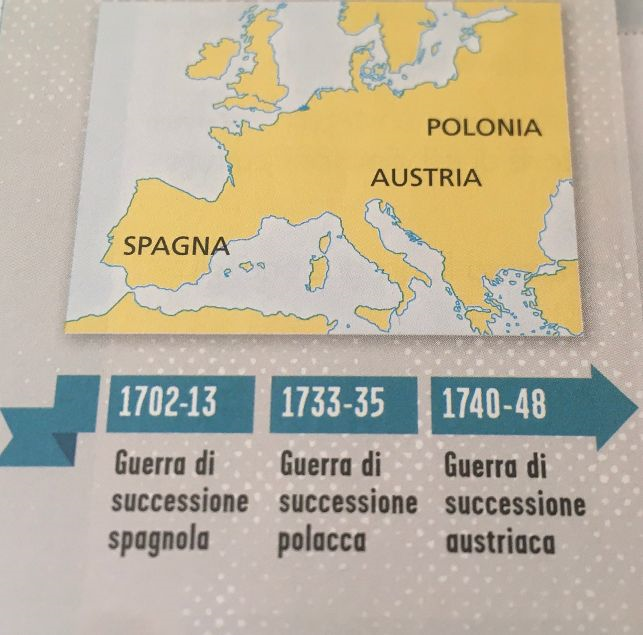 POLONIA
AUSTRIA
SPAGNA
1702-13
Guerra di
successione
spagnola
1733-35
Guerra di
successione
polacca
1740-48
Guerra di
successione
austriaca